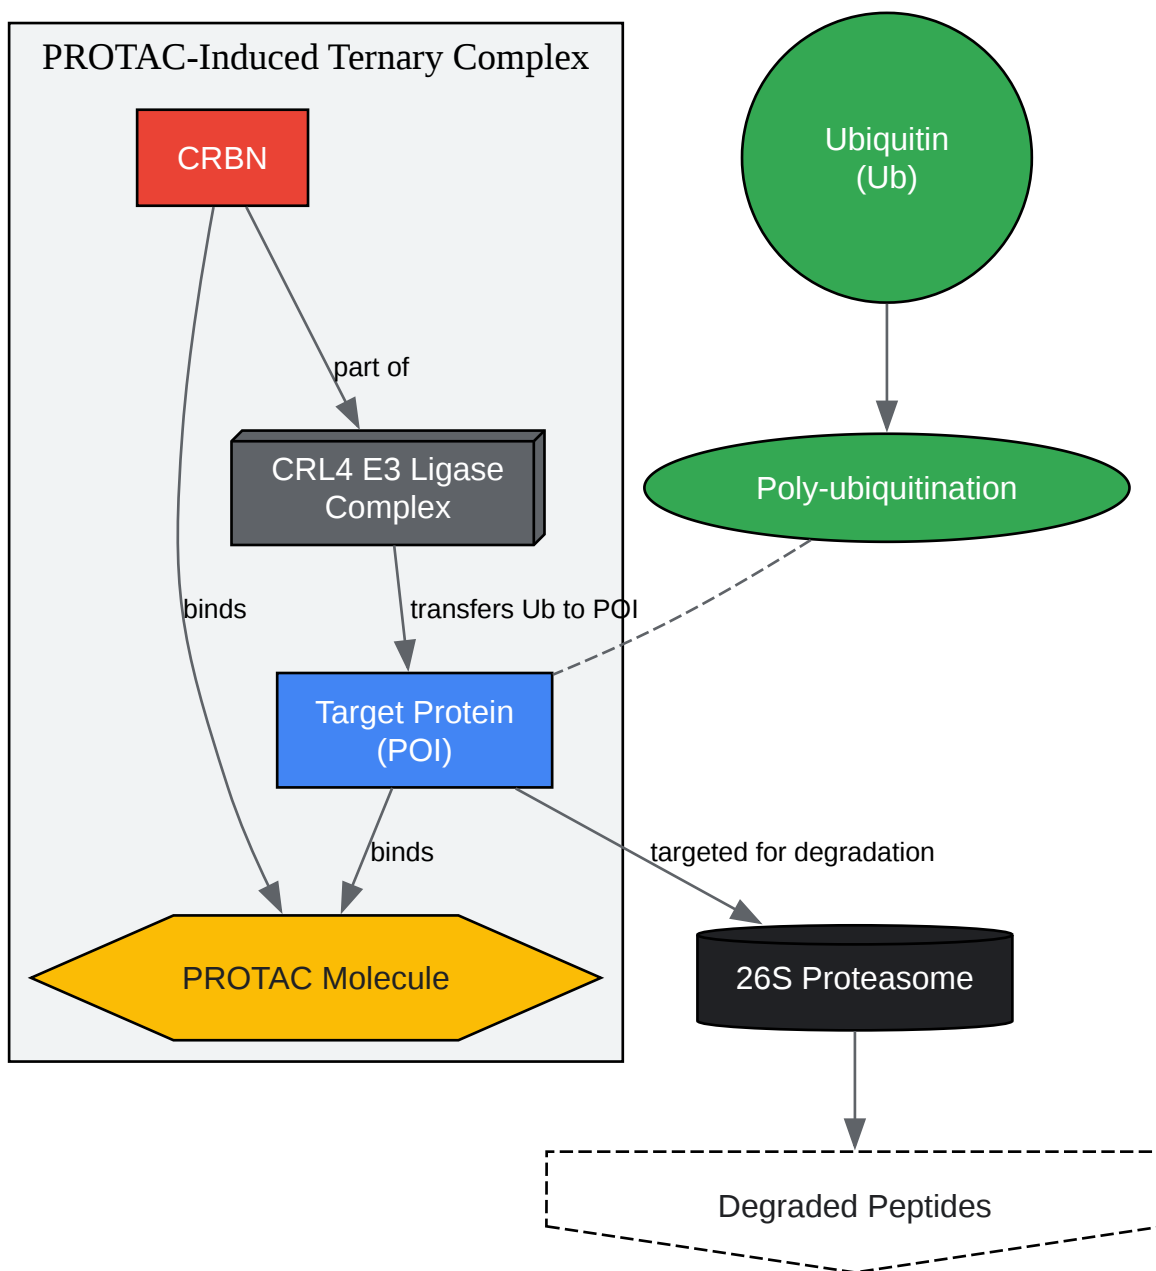 PROTAC-Induced Ternary Complex
CRBN
Ubiquitin
(Ub)
part of
CRL4 E3 Ligase
Complex
Poly-ubiquitination
binds
transfers Ub to POI
Target Protein
(POI)
binds
targeted for degradation
PROTAC Molecule
26S Proteasome
Degraded Peptides